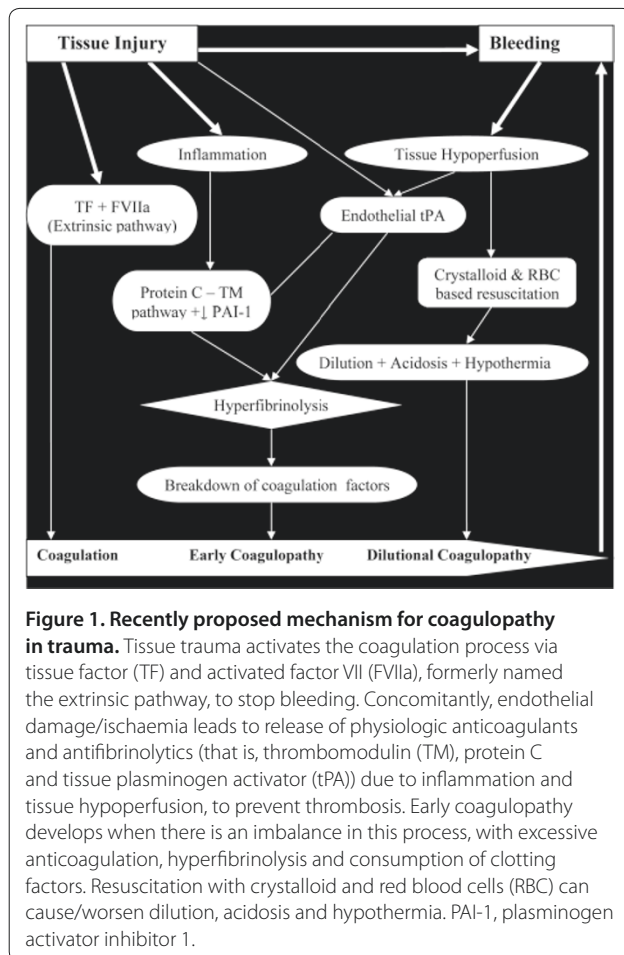 Tissue Injury
Bleeding
Inflammation
Tissue Hypoperfusion
TF + FVIIa
(Extrinsic pathway)
Endothelial tPA
Crystalloid & RBC
based resuscitation
Protein C – TM
pathway +↓ PAI-1
Dilution + Acidosis + Hypothermia
Hyperfibrinolysis
Breakdown of coagulation factors
Coagulation
Early Coagulopathy
Dilutional Coagulopathy
Figure 1. Recently proposed mechanism for coagulopathy
in trauma. Tissue trauma activates the coagulation process via
tissue factor (TF) and activated factor VII (FVIIa), formerly named
the extrinsic pathway, to stop bleeding. Concomitantly, endothelial
damage/ischaemia leads to release of physiologic anticoagulants
and antifibrinolytics (that is, thrombomodulin (TM), protein C
and tissue plasminogen activator (tPA)) due to inflammation and
tissue hypoperfusion, to prevent thrombosis. Early coagulopathy
develops when there is an imbalance in this process, with excessive
anticoagulation, hyperfibrinolysis and consumption of clotting
factors. Resuscitation with crystalloid and red blood cells (RBC) can
cause/worsen dilution, acidosis and hypothermia. PAI-1, plasminogen
activator inhibitor 1.